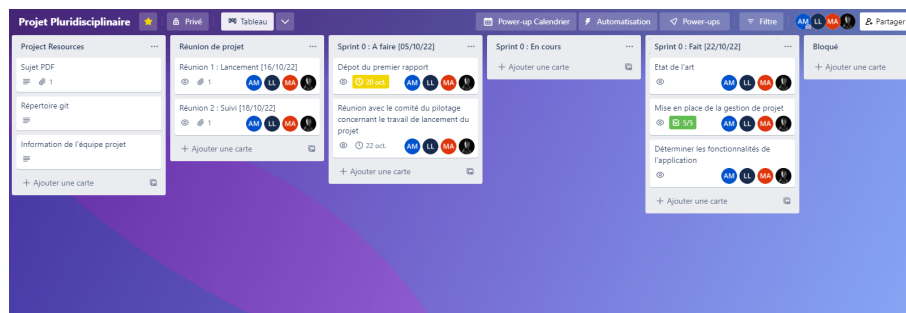 Projet Pluridisciplinaire
Privé
Tableau
Power-up Calendrier
Automatisation
Power-ups
Filtre
AM LL MA
Partager
Project Resources
Sujet PDF
1
Répertoire git
Information de l'équipe projet
+ Ajouter une carte
Réunion de projet
Réunion 1 : Lancement [16/10/22]
1
AM LL MA
Réunion 2 : Suivi [18/10/22]
1
AM LL MA
+ Ajouter une carte
Sprint 0 : A faire [05/10/22]
Dépot du premier rapport
20 oct.
AM LL MA
Réunion avec le comité du pilotage
concernant le travail de lancement du
projet
22 oct.
AM LL MA
+ Ajouter une carte
Sprint 0 : En cours
+ Ajouter une carte
Sprint 0 : Fait [22/10/22]
Etat de l'art
AM LL MA
Mise en place de la gestion de projet
5/5
AM LL MA
Déterminer les fonctionnalités de
l'application
AM LL MA
+ Ajouter une carte
Bloqué
+ Ajouter une carte